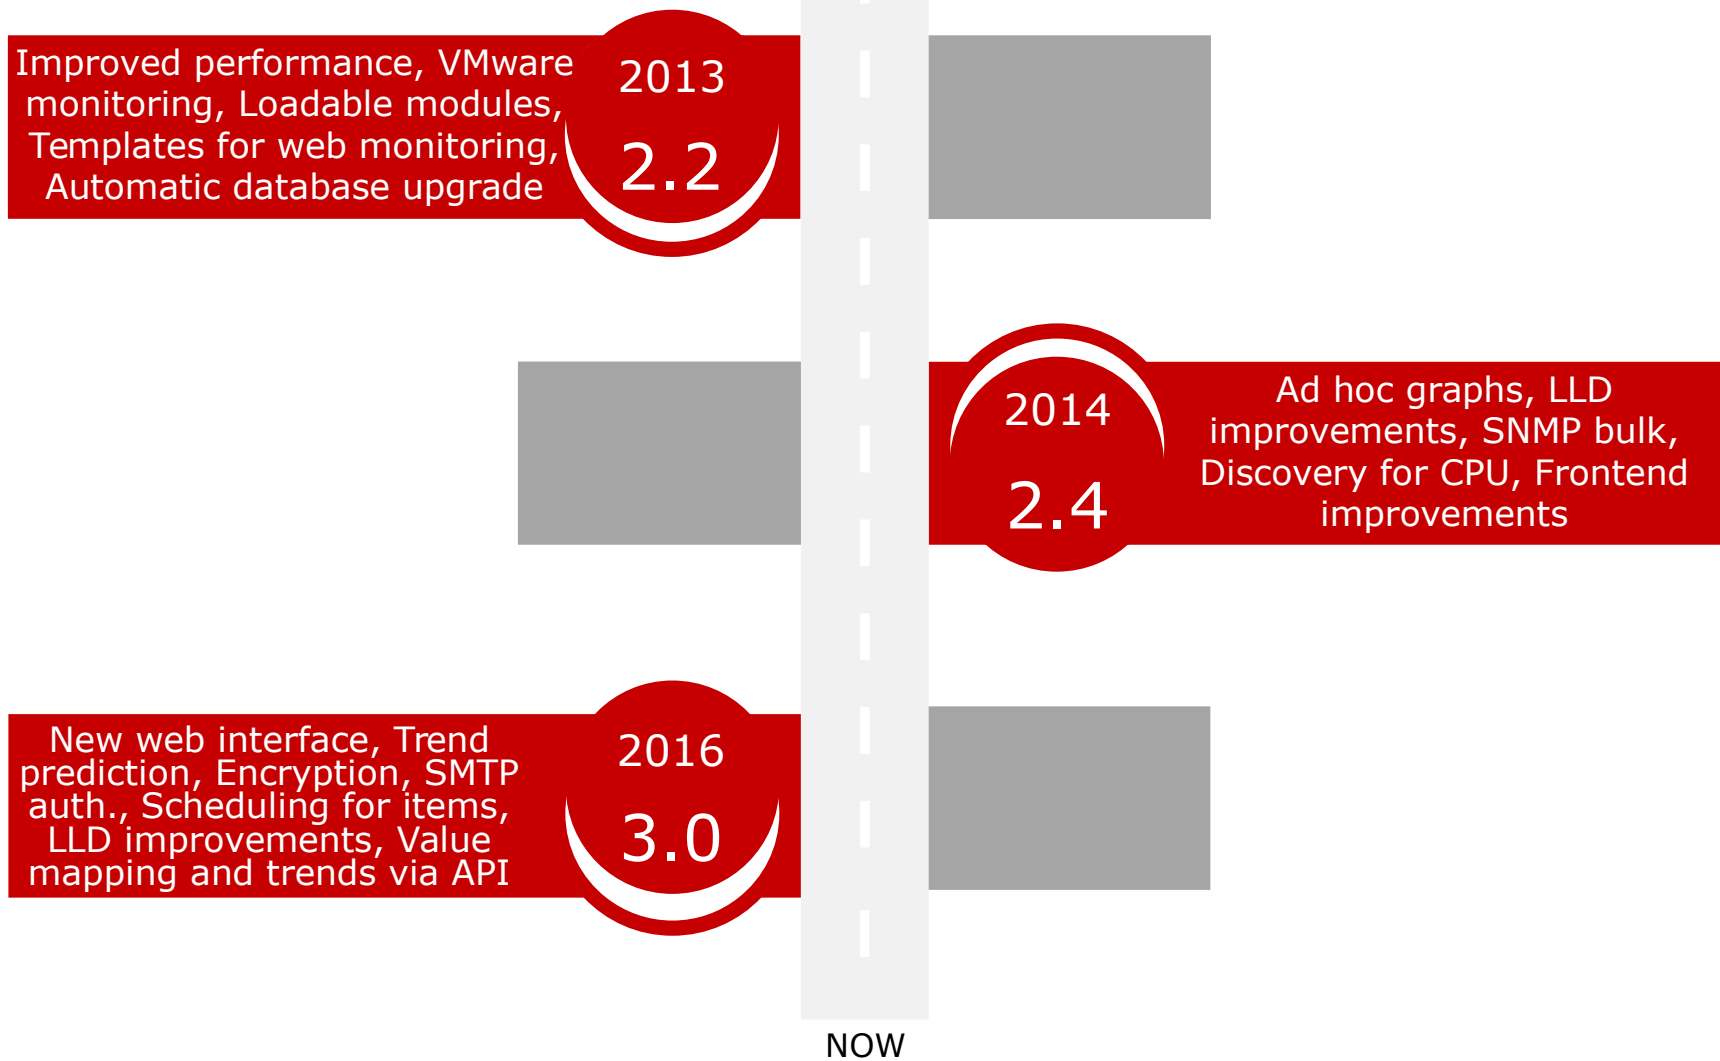 Improved performance, VMware
monitoring, Loadable modules,
Templates for web monitoring,
Automatic database upgrade
2013
2.2
2014
2.4
Ad hoc graphs, LLD
improvements, SNMP bulk,
Discovery for CPU, Frontend
improvements
New web interface, Trend
prediction, Encryption, SMTP
auth., Scheduling for items,
LLD improvements, Value
mapping and trends via API
2016
3.0
NOW